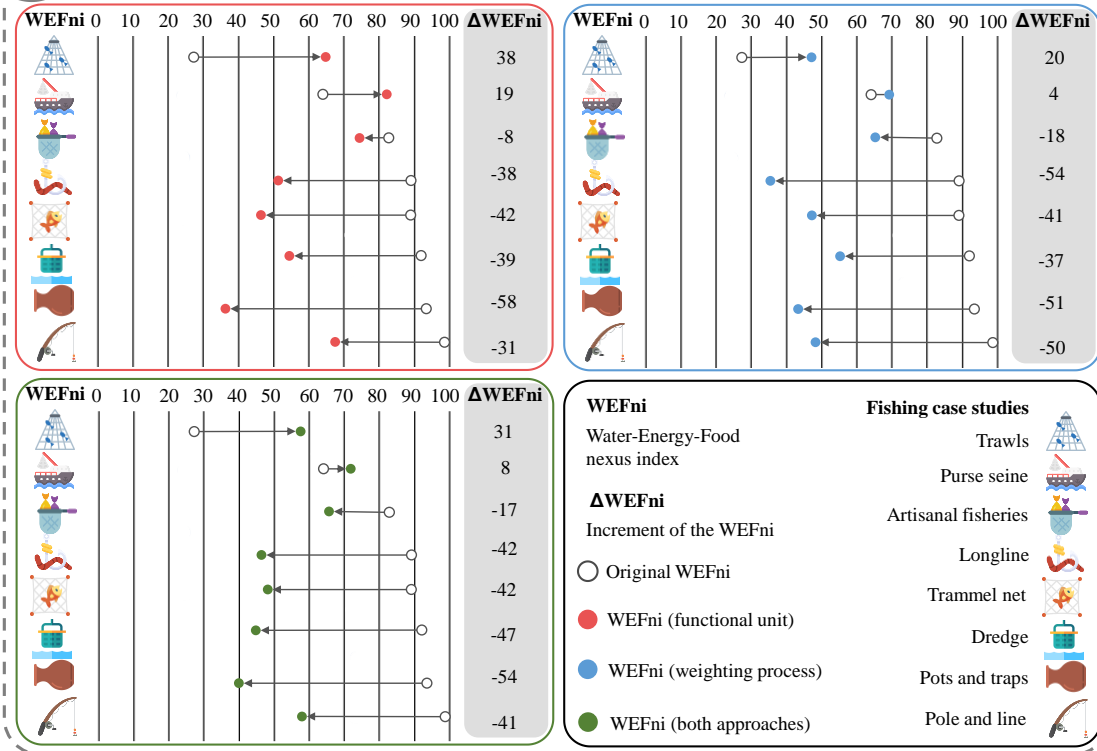 WEFni 0 10 20 30 40 50 60 70 80 90 100 ΔWEFni
38
19
-8
-38
-42
-39
-58
-31
WEFni 0 10 20 30 40 50 60 70 80 90 100 ΔWEFni
20
4
-18
-54
-41
-37
-51
-50
WEFni 0 10 20 30 40 50 60 70 80 90 100 ΔWEFni
31
8
-17
-42
-42
-47
-54
-41
WEFni
Water-Energy-Food
nexus index
ΔWEFni
Increment of the WEFni
Original WEFni
WEFni (functional unit)
WEFni (weighting process)
WEFni (both approaches)
Fishing case studies
Trawls
Purse seine
Artisanal fisheries
Longline
Trammel net
Dredge
Pots and traps
Pole and line